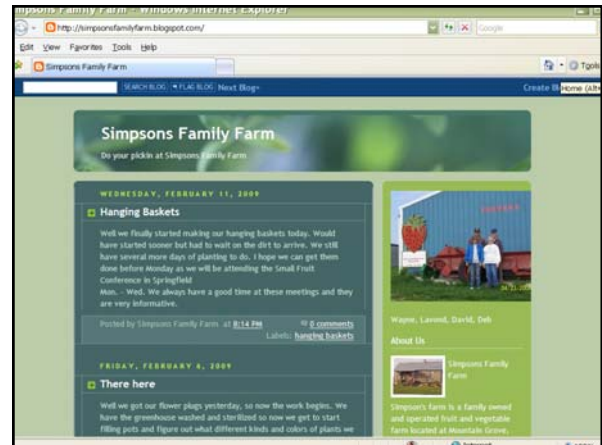 Simpsons Family Farm - Windows Internet Explorer
http://simpsonsfamilyfarm.blogspot.com/
Google
Edit View Favorites Tools Help
Simpsons Family Farm
Tools
SEARCH BLOG FLAG BLOG Next Blog»
Create Bl
Home (Alt+
Simpsons Family Farm
Do your pickin at Simpsons Family Farm
WEDNESDAY, FEBRUARY 11, 2009
Hanging Baskets
Well we finally started making our hanging baskets today. Would
have started sooner but had to wait on the dirt to arrive. We still
have several more days of planting to do. I hope we can get them
done before Monday as we will be attending the Small Fruit
Conference in Springfield
Mon. - Wed. We always have a good time at these meetings and they
are very informative.
Posted by Simpsons Family Farm at 8:14 PM 0 comments
Labels: hanging baskets
FRIDAY, FEBRUARY 6, 2009
There here
Well we got our flower plugs yesterday, so now the work begins. We
have the greenhouse washed and sterilized so now we get to start
filling pots and figure out what different kinds and colors of plants we
Wayne, Lavond, David, Deb
About Us
Simpsons Family
Farm
Simpson's farm is a family owned
and operated fruit and vegetable
farm located at Mountain Grove,
Internet